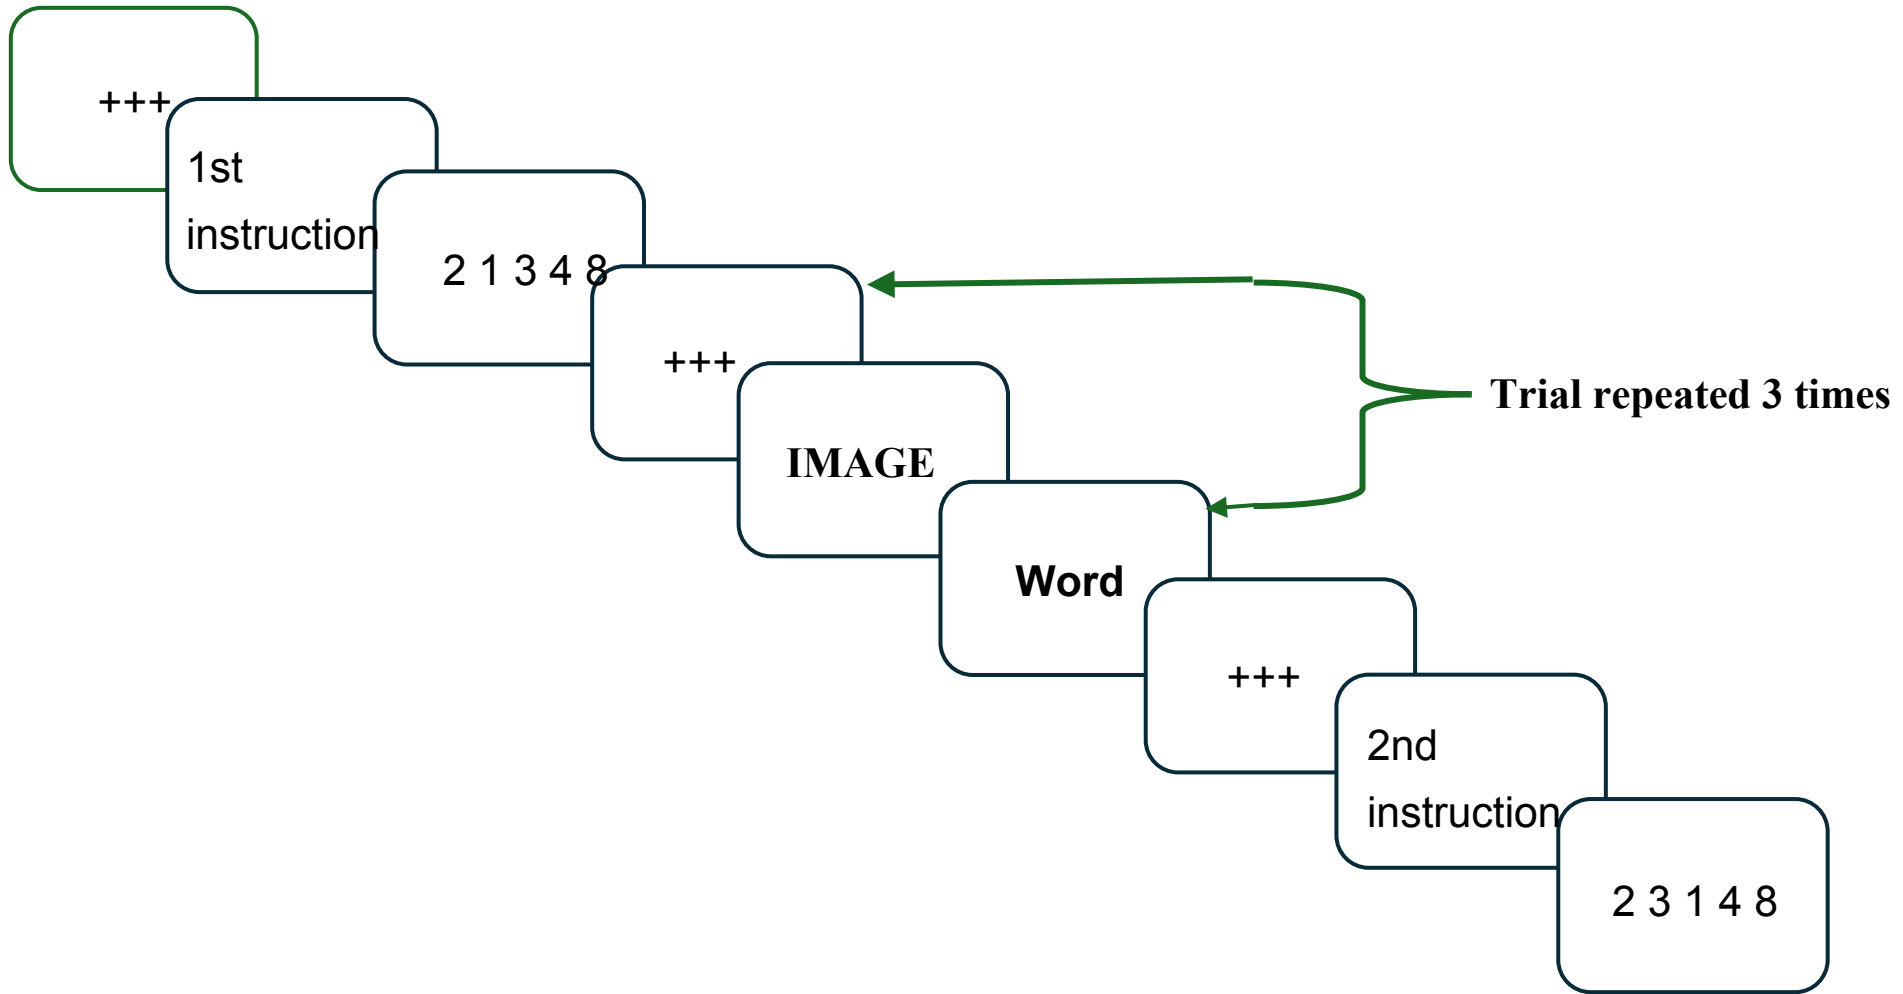 +++
1st
instruction
2 1 3 4 8
+++
IMAGE
Word
+++
2nd
instruction
2 3 1 4 8
Trial repeated 3 times